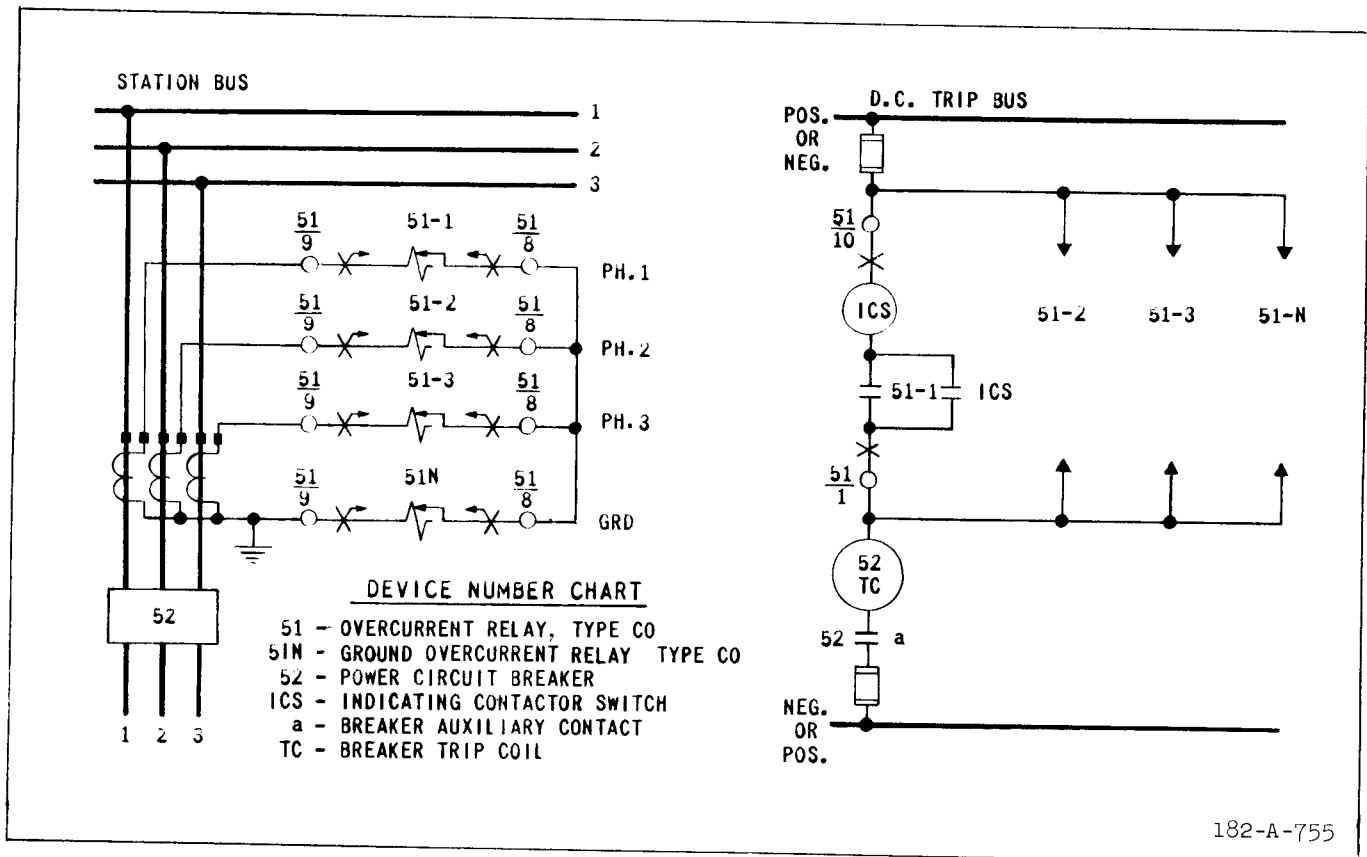 STATION BUS
1
2
3
51
9
51-1
51
8
PH.1
51
9
51-2
51
8
PH.2
51
9
51-3
51
8
PH.3
51
9
51N
51
8
GRD
52
1 2 3
DEVICE NUMBER CHART
51 - OVERCURRENT RELAY, TYPE CO
51N - GROUND OVERCURRENT RELAY TYPE CO
52 - POWER CIRCUIT BREAKER
ICS - INDICATING CONTACTOR SWITCH
a - BREAKER AUXILIARY CONTACT
TC - BREAKER TRIP COIL
D.C. TRIP BUS
POS.
OR
NEG.
51
10
ICS
51-2 51-3 51-N
51-1 ICS
51
1
52
TC
52 a
NEG.
OR
POS.
182-A-755